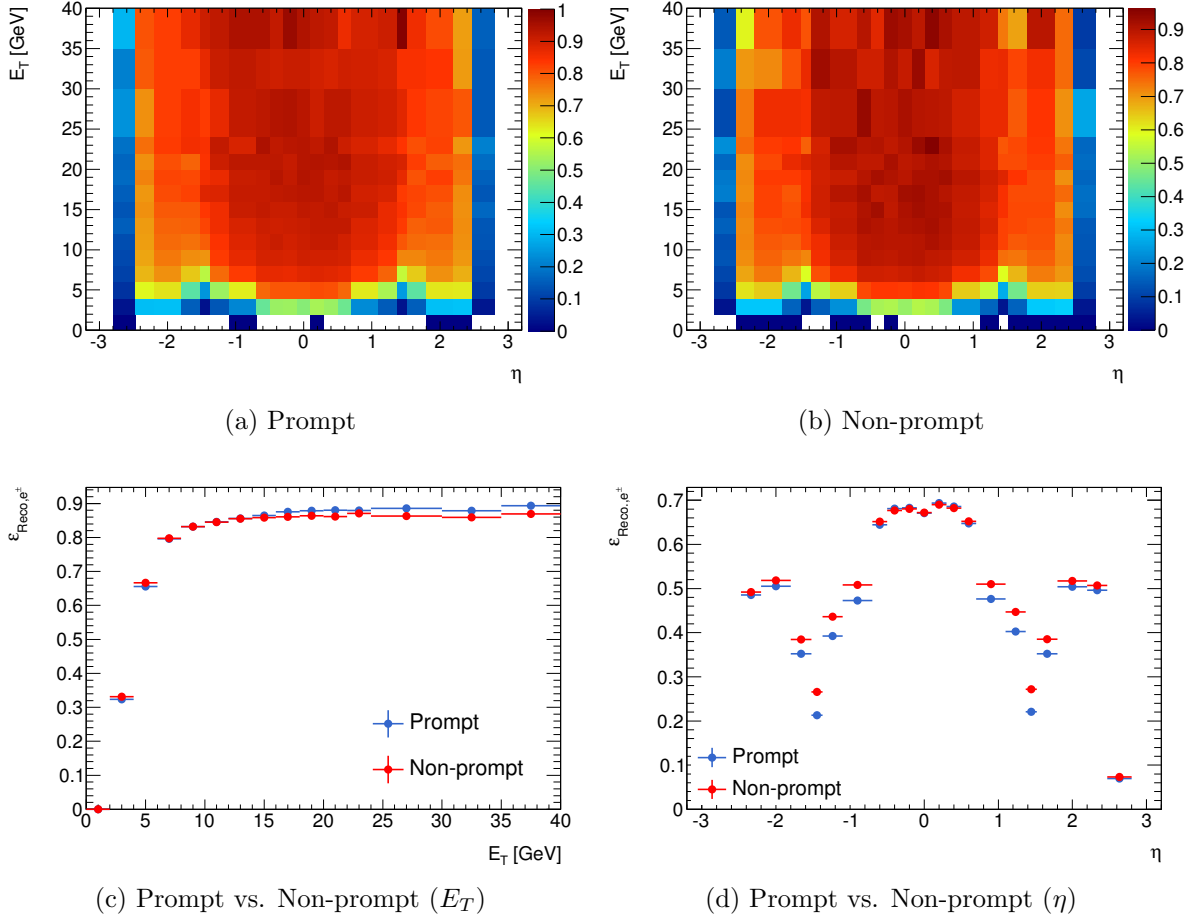 E_T [GeV]
40
35
30
25
20
15
10
5
0
-3 -2 -1 0 1 2 3
η
1
0.9
0.8
0.7
0.6
0.5
0.4
0.3
0.2
0.1
0
(a) Prompt
E_T [GeV]
40
35
30
25
20
15
10
5
0
-3 -2 -1 0 1 2 3
η
0.9
0.8
0.7
0.6
0.5
0.4
0.3
0.2
0.1
0
(b) Non-prompt
ε_Reco,e±
0.9
0.8
0.7
0.6
0.5
0.4
0.3
0.2
0.1
0
0 5 10 15 20 25 30 35 40
E_T [GeV]
Prompt
Non-prompt
(c) Prompt vs. Non-prompt (E_T)
ε_Reco,e±
0.7
0.6
0.5
0.4
0.3
0.2
0.1
0
-3 -2 -1 0 1 2 3
η
Prompt
Non-prompt
(d) Prompt vs. Non-prompt (η)